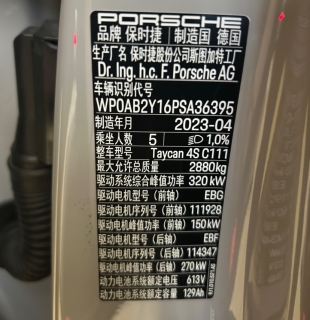 PORSCHE
品牌 保时捷 制造国 德国
生产厂名 保时捷股份公司斯图加特工厂
Dr. Ing. h.c. F. Porsche AG
车辆识别代号
WP0AB2Y16PSA36395
制造年月 2023-04
乘坐人数 5 1,0%
整车型号 Taycan 4S C111
最大允许总质量 2880kg
驱动系统综合峰值功率 320 kW
驱动电机型号(前轴) EBG
驱动电机序列号(前轴) 111928
驱动电机峰值功率(前轴) 150 kW
驱动电机型号(后轴) EBF
驱动电机序列号(后轴) 114347
驱动电机峰值功率(后轴) 270 kW
动力电池系统额定电压 613V
动力电池系统额定容量 129Ah